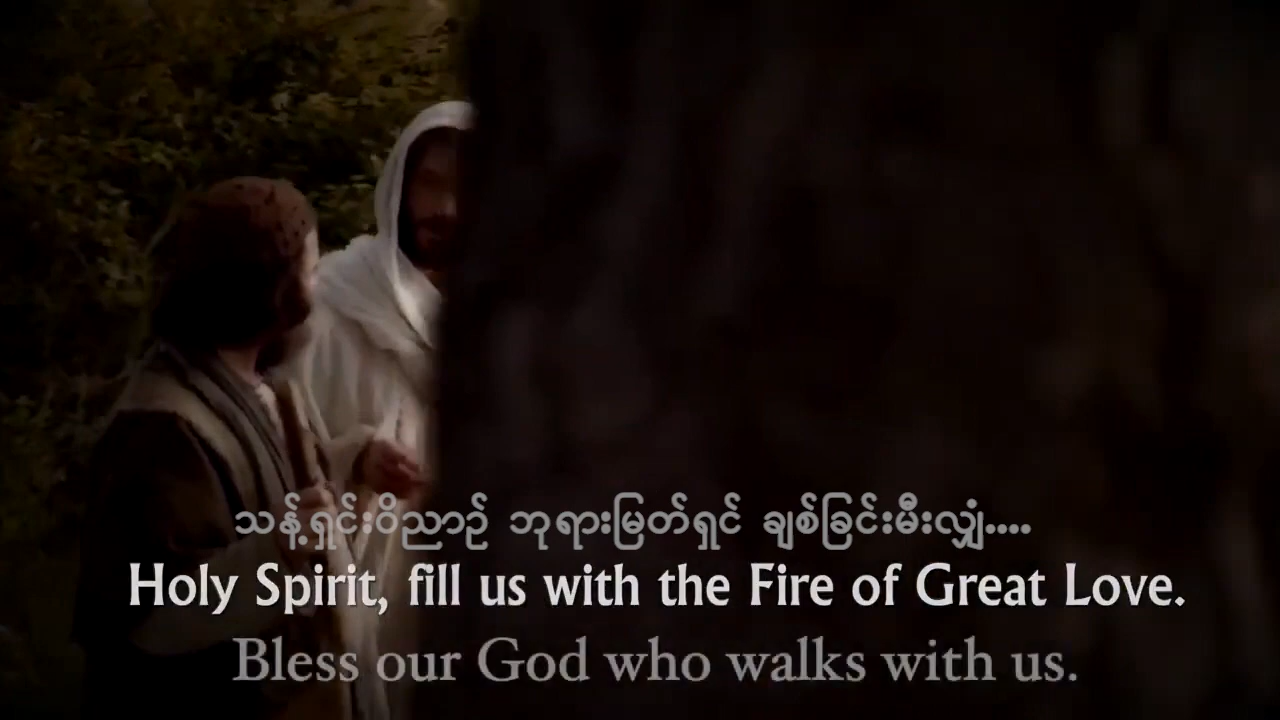 သန့်ရှင်းဝိညာဉ် ဘုရားမြတ်ရှင် ချစ်ခြင်းမီးလျှံ....
Holy Spirit, fill us with the Fire of Great Love.
Bless our God who walks with us.